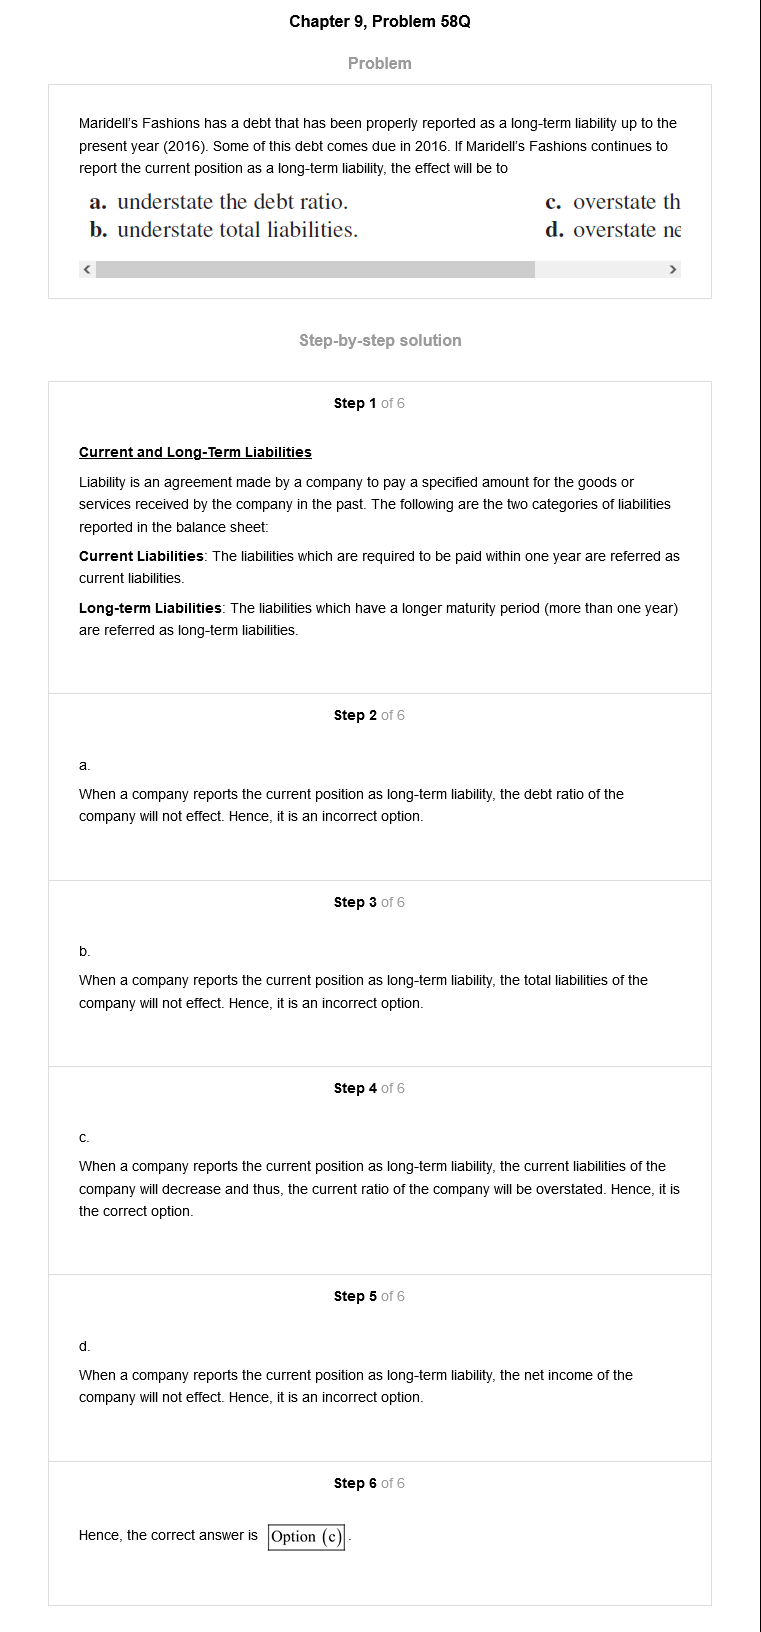 Chapter 9, Problem 58Q
Problem
Maridell's Fashions has a debt that has been properly reported as a long-term liability up to the
present year (2016). Some of this debt comes due in 2016. If Maridell's Fashions continues to
report the current position as a long-term liability, the effect will be to
a. understate the debt ratio. c. overstate th
b. understate total liabilities. d. overstate ne
Step-by-step solution
Step 1 of 6
Current and Long-Term Liabilities
Liability is an agreement made by a company to pay a specified amount for the goods or
services received by the company in the past. The following are the two categories of liabilities
reported in the balance sheet:
Current Liabilities: The liabilities which are required to be paid within one year are referred as
current liabilities.
Long-term Liabilities: The liabilities which have a longer maturity period (more than one year)
are referred as long-term liabilities.
Step 2 of 6
a.
When a company reports the current position as long-term liability, the debt ratio of the
company will not effect. Hence, it is an incorrect option.
Step 3 of 6
b.
When a company reports the current position as long-term liability, the total liabilities of the
company will not effect. Hence, it is an incorrect option.
Step 4 of 6
c.
When a company reports the current position as long-term liability, the current liabilities of the
company will decrease and thus, the current ratio of the company will be overstated. Hence, it is
the correct option.
Step 5 of 6
d.
When a company reports the current position as long-term liability, the net income of the
company will not effect. Hence, it is an incorrect option.
Step 6 of 6
Hence, the correct answer is Option (c).